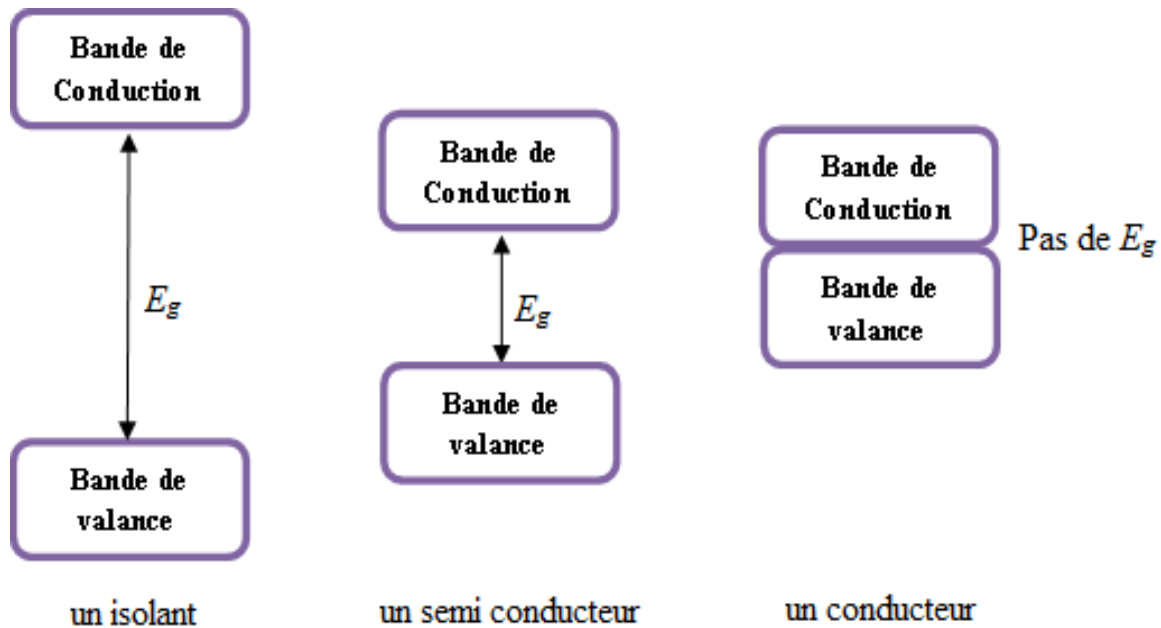 Bande de
Conduction
E_g
Bande de
valance
un isolant
Bande de
Conduction
E_g
Bande de
valance
un semi conducteur
Bande de
Conduction
Bande de
valance
Pas de E_g
un conducteur